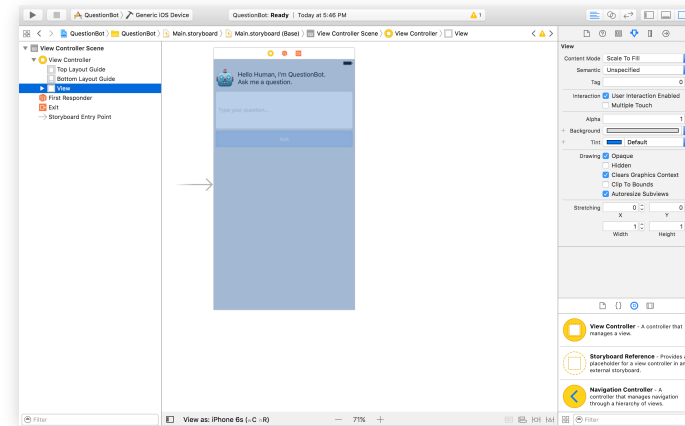 QuestionBot
Generic iOS Device
QuestionBot: Ready | Today at 5:46 PM
1
QuestionBot
QuestionBot
Main.storyboard
Main.storyboard (Base)
View Controller Scene
View Controller
View
View Controller Scene
View Controller
Top Layout Guide
Bottom Layout Guide
View
First Responder
Exit
Storyboard Entry Point
Hello Human, I'm QuestionBot.
Ask me a question.
Type your question...
Ask
View
Content Mode Scale To Fill
Semantic Unspecified
Tag 0
Interaction User Interaction Enabled
Multiple Touch
Alpha 1
+ Background
+ Tint Default
Drawing Opaque
Hidden
Clears Graphics Context
Clip To Bounds
Autoresize Subviews
Stretching 0 0
X Y
1 1
Width Height
View Controller - A controller that
manages a view.
Storyboard Reference - Provides a
placeholder for a view controller in an
external storyboard.
Navigation Controller - A
controller that manages navigation
through a hierarchy of views.
Filter
View as: iPhone 6s (wC hR)
— 71% +
Filter